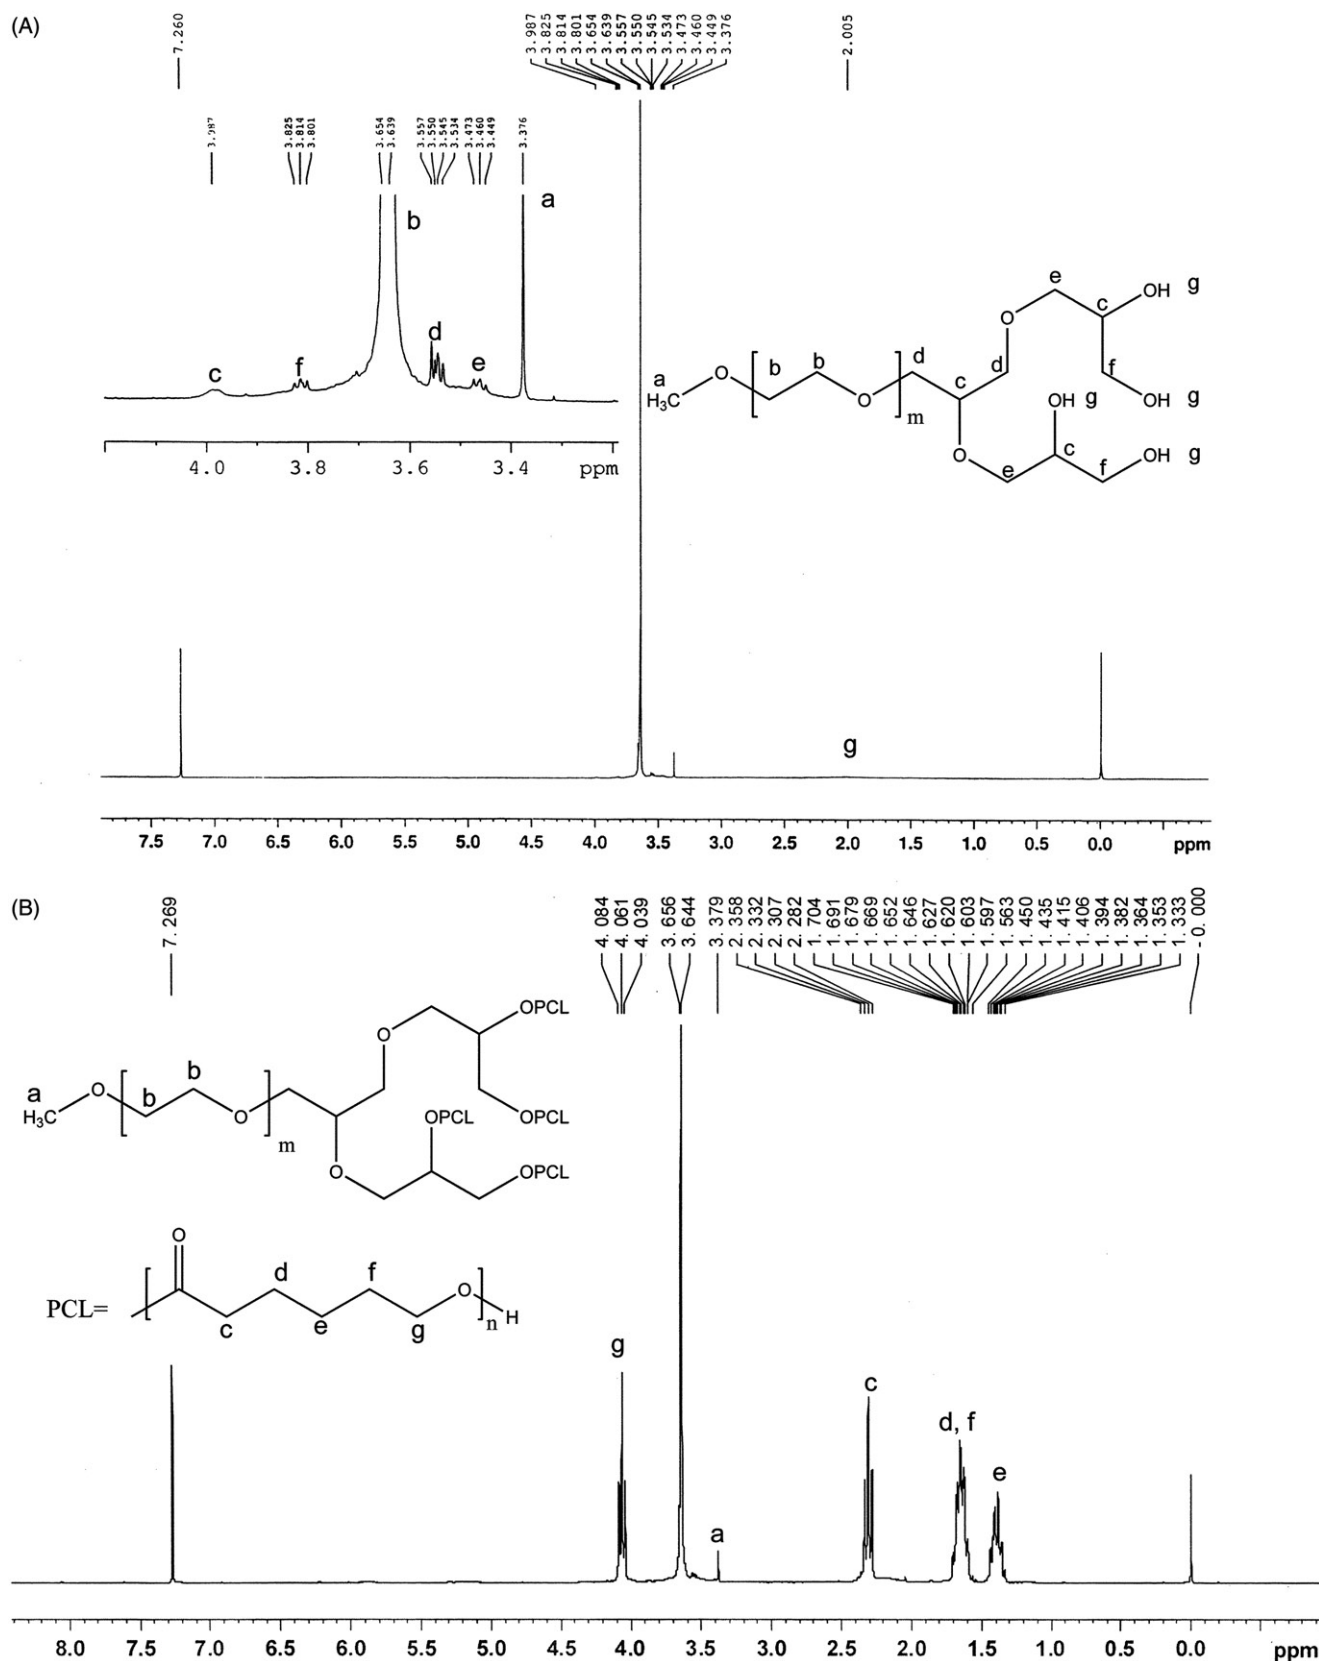 (A)
7.260
3.987
3.825
3.814
3.801
3.654
3.639
3.557
3.550
3.545
3.534
3.473
3.460
3.449
3.376
2.005
3.987
3.825
3.814
3.801
3.654
3.639
3.557
3.550
3.545
3.534
3.473
3.460
3.449
3.376
b
a
c
f
d
e
4.0 3.8 3.6 3.4 ppm
e c OH g
O
a H₃C O b b O m d c d f OH g
OH g
O e c f OH g
g
7.5 7.0 6.5 6.0 5.5 5.0 4.5 4.0 3.5 3.0 2.5 2.0 1.5 1.0 0.5 0.0 ppm
(B)
7.269
4.084
4.061
4.039
3.656
3.644
3.379
2.358
2.332
2.307
2.282
1.704
1.691
1.679
1.669
1.652
1.646
1.627
1.620
1.603
1.597
1.563
1.450
1.435
1.415
1.406
1.394
1.382
1.364
1.353
1.333
-0.000
OPCL
O
a H₃C O b b O m OPCL OPCL
O OPCL
PCL= O c d e f g O n H
g
a
c
d, f
e
8.0 7.5 7.0 6.5 6.0 5.5 5.0 4.5 4.0 3.5 3.0 2.5 2.0 1.5 1.0 0.5 0.0 ppm